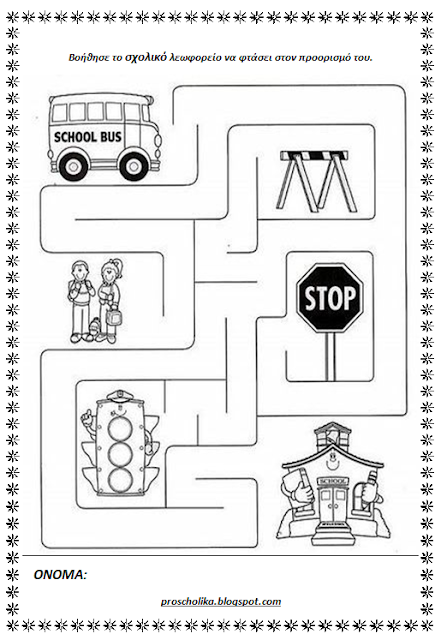 Βοήθησε το σχολικό λεωφορείο να φτάσει στον προορισμό του.
SCHOOL BUS
STOP
SCHOOL
ΟΝΟΜΑ:
proscholika.blogspot.com